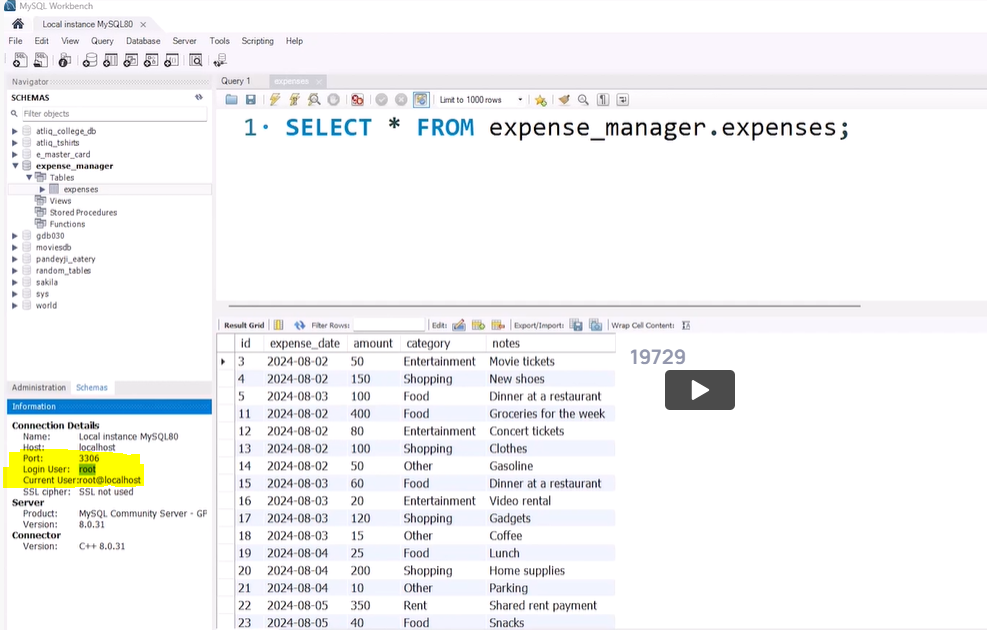 MySQL Workbench
Local instance MySQL80 ×
File Edit View Query Database Server Tools Scripting Help
Navigator
SCHEMAS
Filter objects
atliq_college_db
atliq_tshirts
e_master_card
expense_manager
Tables
expenses
Views
Stored Procedures
Functions
gdb030
moviesdb
pandeyji_eatery
random_tables
sakila
sys
world
Administration Schemas
Information
Connection Details
Name: Local instance MySQL80
Host: localhost
Port: 3306
Login User: root
Current User:root@localhost
SSL cipher: SSL not used
Server
Product: MySQL Community Server - GF
Version: 8.0.31
Connector
Version: C++ 8.0.31
Query 1 expenses ×
Limit to 1000 rows
1 SELECT * FROM expense_manager.expenses;
Result Grid Filter Rows: Edit: Export/Import: Wrap Cell Content:
id expense_date amount category notes
3 2024-08-02 50 Entertainment Movie tickets
4 2024-08-02 150 Shopping New shoes
5 2024-08-03 100 Food Dinner at a restaurant
11 2024-08-02 400 Food Groceries for the week
12 2024-08-02 80 Entertainment Concert tickets
13 2024-08-02 100 Shopping Clothes
14 2024-08-02 50 Other Gasoline
15 2024-08-03 60 Food Dinner at a restaurant
16 2024-08-03 20 Entertainment Video rental
17 2024-08-03 120 Shopping Gadgets
18 2024-08-03 15 Other Coffee
19 2024-08-04 25 Food Lunch
20 2024-08-04 200 Shopping Home supplies
21 2024-08-04 10 Other Parking
22 2024-08-05 350 Rent Shared rent payment
23 2024-08-05 40 Food Snacks
19729